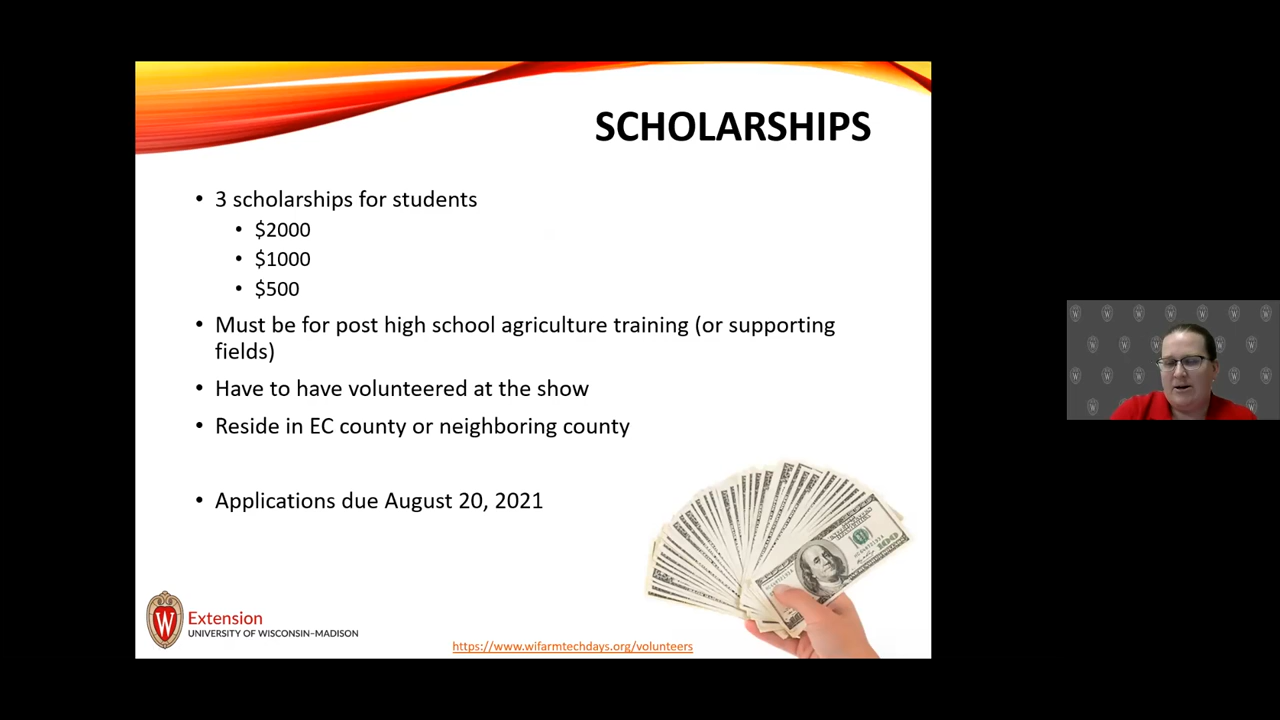 SCHOLARSHIPS
• 3 scholarships for students
• $2000
• $1000
• $500
• Must be for post high school agriculture training (or supporting
fields)
• Have to have volunteered at the show
• Reside in EC county or neighboring county
• Applications due August 20, 2021
W
Extension
UNIVERSITY OF WISCONSIN–MADISON
https://www.wifarmtechdays.org/volunteers
100